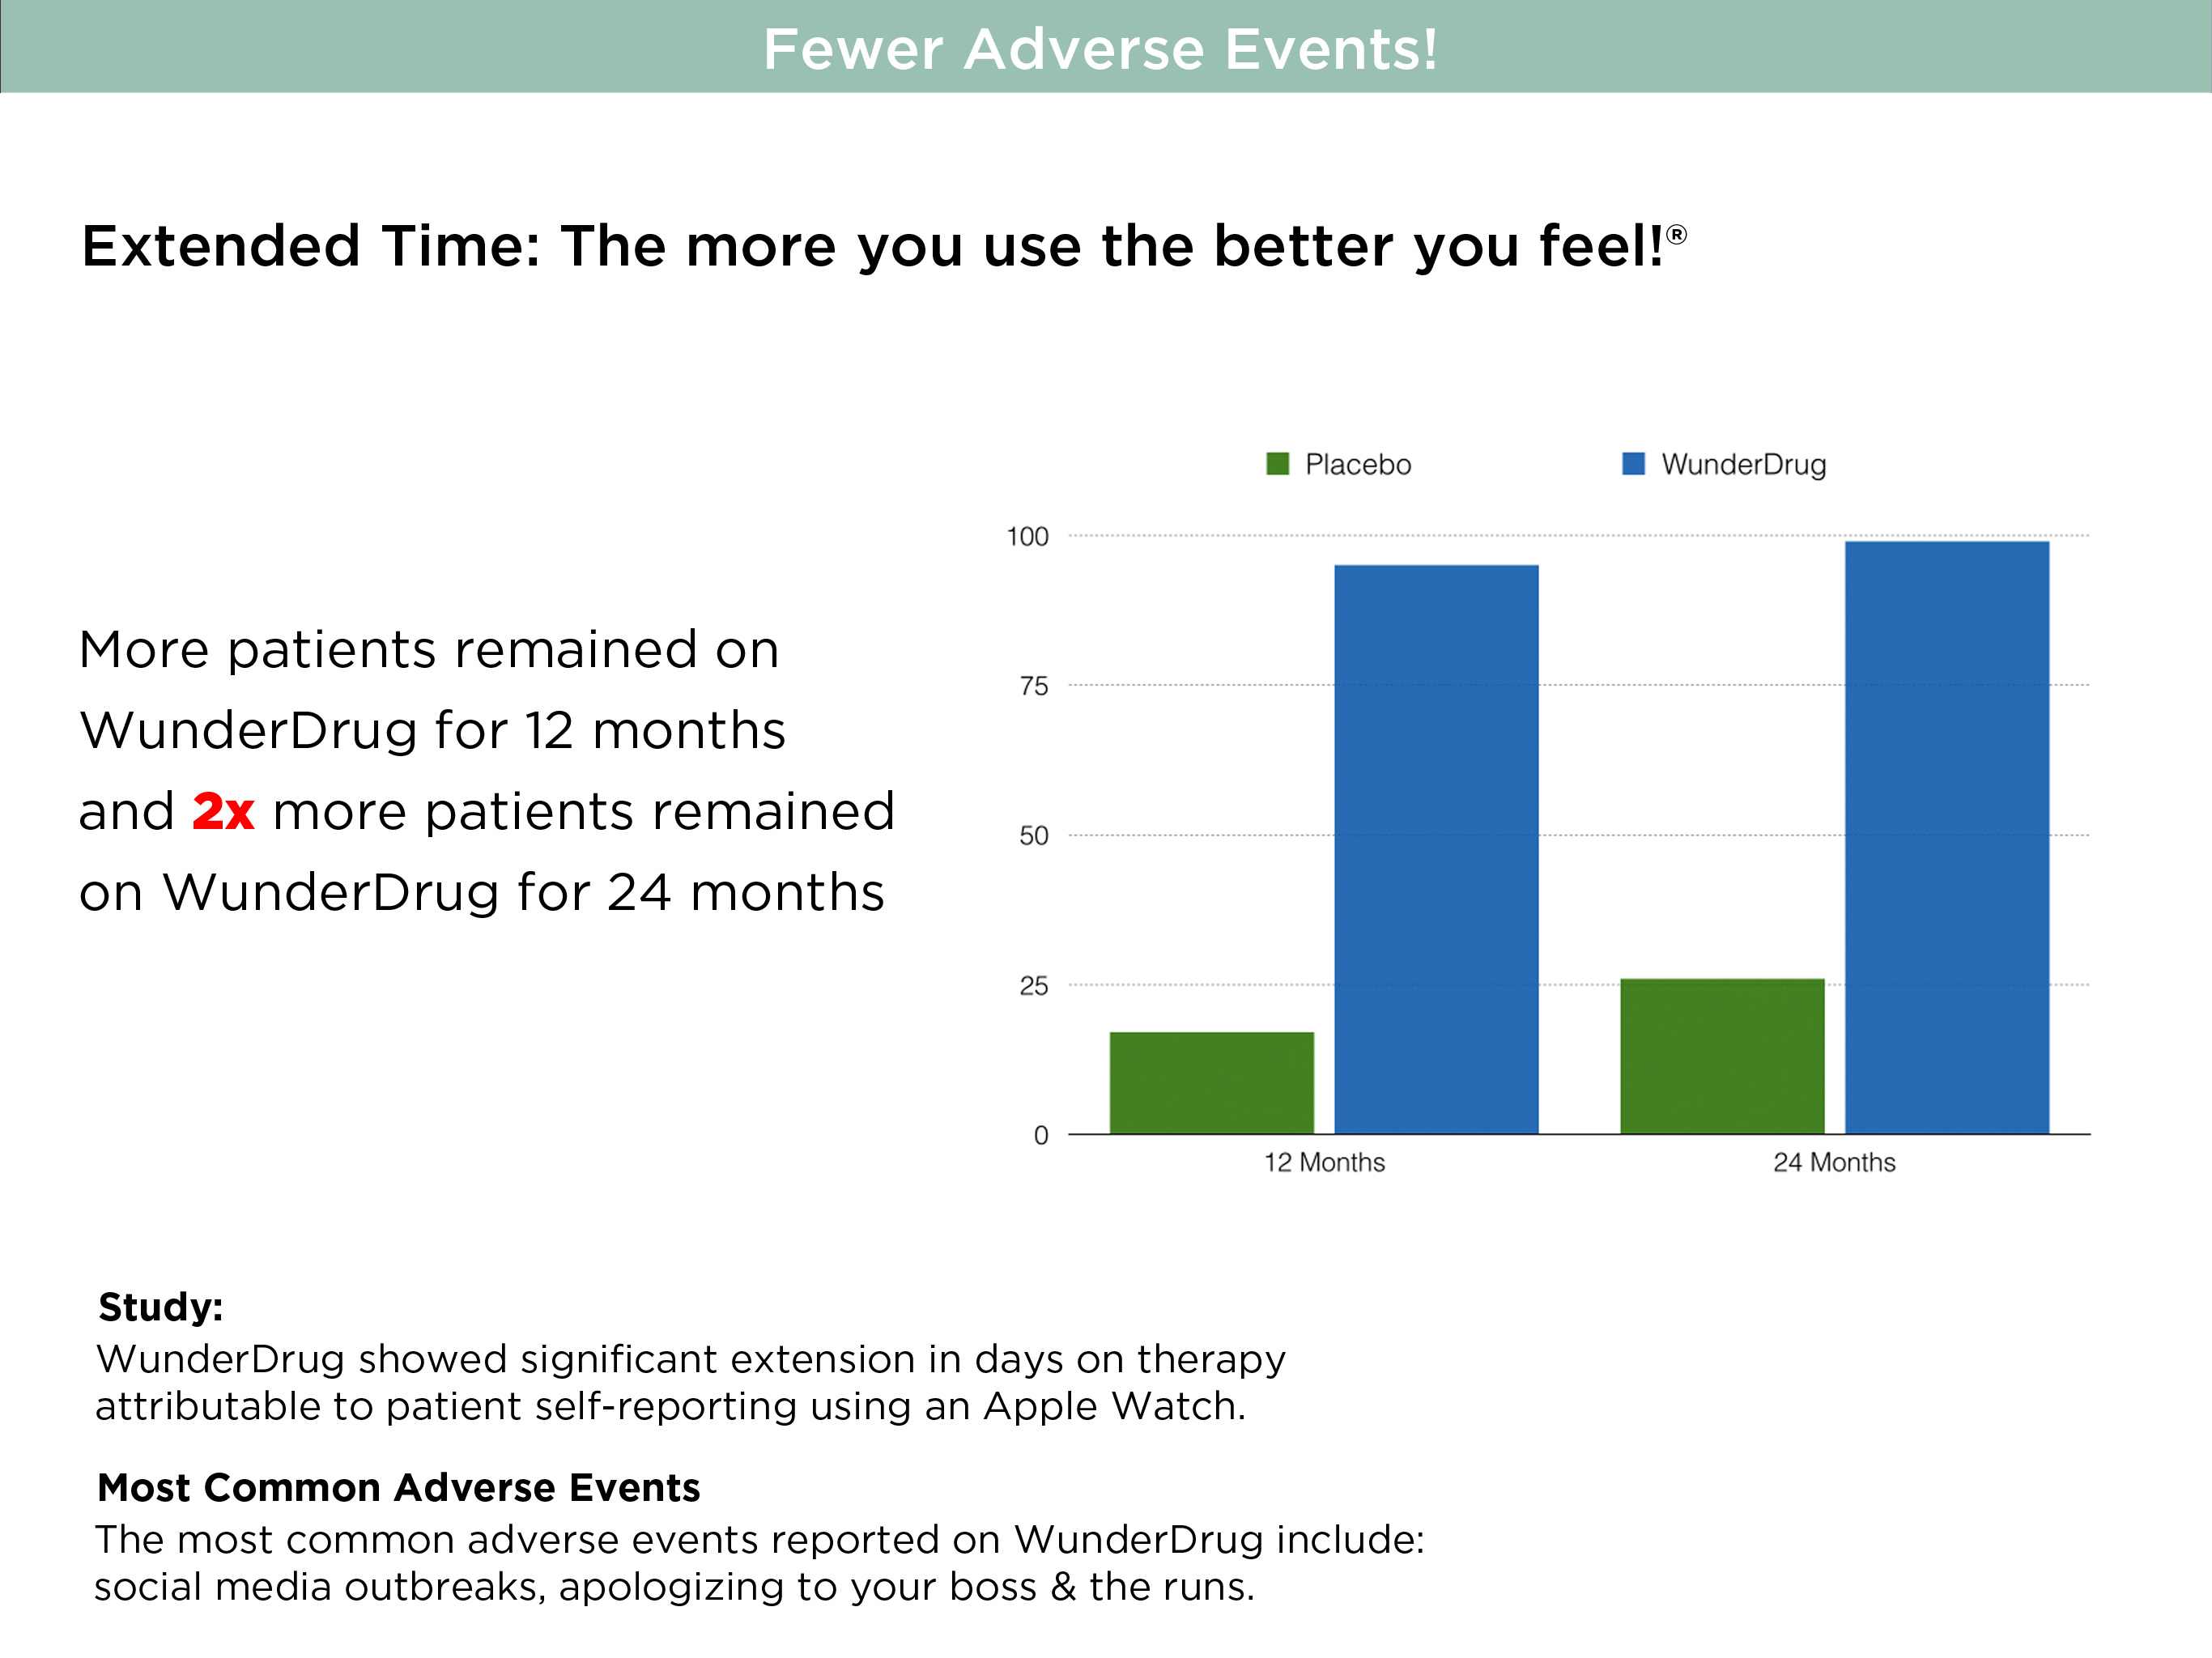 Fewer Adverse Events!
Extended Time: The more you use the better you feel!®
More patients remained on
WunderDrug for 12 months
and 2x more patients remained
on WunderDrug for 24 months
Placebo WunderDrug
100
75
50
25
0
12 Months 24 Months
Study:
WunderDrug showed significant extension in days on therapy
attributable to patient self-reporting using an Apple Watch.
Most Common Adverse Events
The most common adverse events reported on WunderDrug include:
social media outbreaks, apologizing to your boss & the runs.